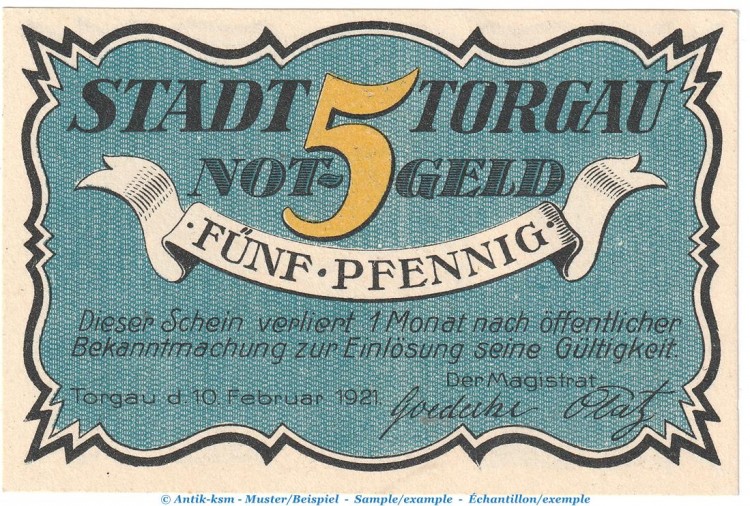 STADT 5 TORGAU
NOT-GELD
· FÜNF · PFENNIG ·
Dieser Schein verliert 1 Monat nach öffentlicher
Bekanntmachung zur Einlösung seine Gültigkeit.
Der Magistrat
Torgau d. 10. Februar 1921.
© Antik-ksm - Muster/Beispiel - Sample/example - Échantillon/exemple